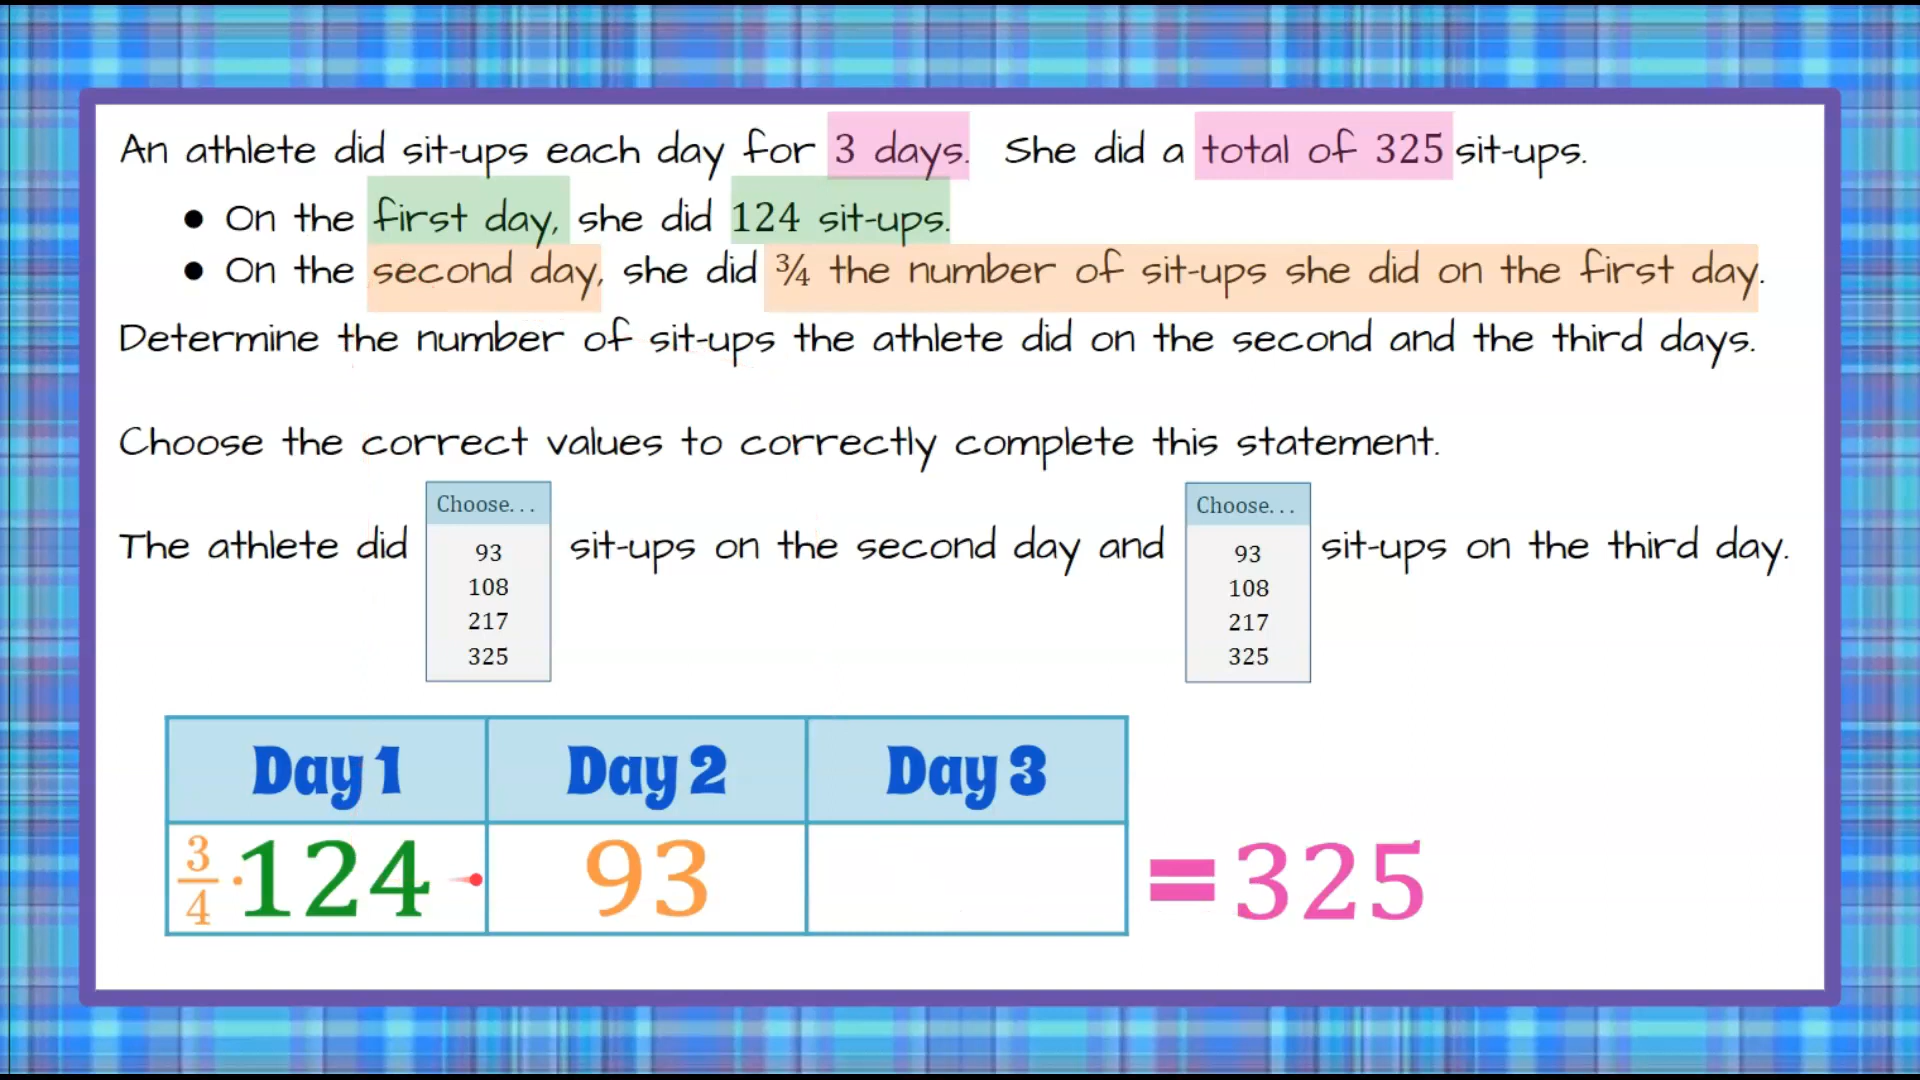 An athlete did sit-ups each day for 3 days. She did a total of 325 sit-ups.
● On the first day, she did 124 sit-ups.
● On the second day, she did ¾ the number of sit-ups she did on the first day.
Determine the number of sit-ups the athlete did on the second and the third days.
Choose the correct values to correctly complete this statement.
Choose... Choose...
The athlete did 93 sit-ups on the second day and 93 sit-ups on the third day.
108 108
217 217
325 325
Day 1 Day 2 Day 3
3/4 · 124 93 = 325